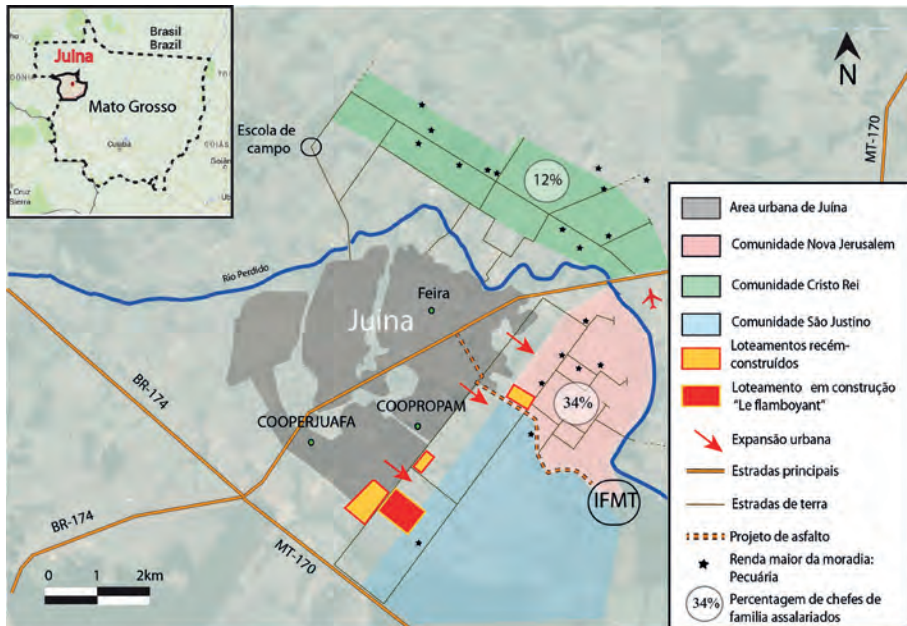 Brasil
Brazil
Juína
Mato Grosso
Cuiabá
GOIÁS
Cruz
Sierra
N
MT-170
Escola de
campo
12%
Rio Perdido
Feira
Juína
BR-174
COOPERJUAFA
COOPROPAM
34%
IFMT
BR-174
MT-170
0 1 2km
Area urbana de Juína
Comunidade Nova Jerusalem
Comunidade Cristo Rei
Comunidade São Justino
Loteamentos recém-
construídos
Loteamento em construção
"Le flamboyant"
Expansão urbana
Estradas principais
Estradas de terra
Projeto de asfalto
Renda maior da moradia:
Pecuária
34%
Percentagem de chefes de
familia assalariados